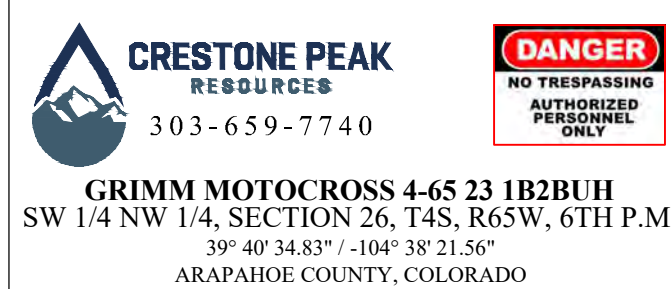 CRESTONE PEAK
RESOURCES
303-659-7740
DANGER
NO TRESPASSING
AUTHORIZED
PERSONNEL
ONLY
GRIMM MOTOCROSS 4-65 23 1B2BUH
SW 1/4 NW 1/4, SECTION 26, T4S, R65W, 6TH P.M
39° 40' 34.83" / -104° 38' 21.56"
ARAPAHOE COUNTY, COLORADO